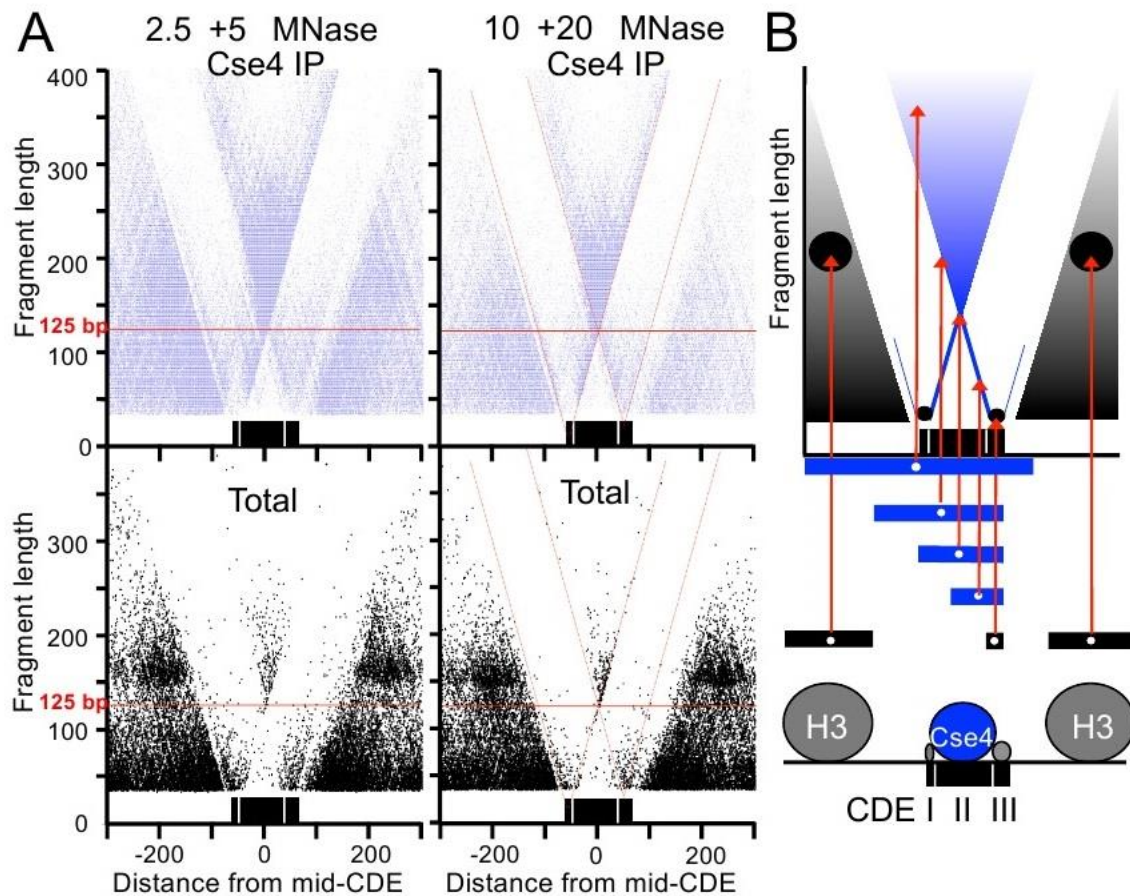 A
2.5 +5 MNase
Cse4 IP
10 +20 MNase
Cse4 IP
B
Fragment length
400
300
200
125 bp
100
0
Fragment length
Total
Total
Fragment length
300
200
125 bp
100
0
-200 0 200
-200 0 200
Distance from mid-CDE
Distance from mid-CDE
H3
Cse4
H3
CDE I II III